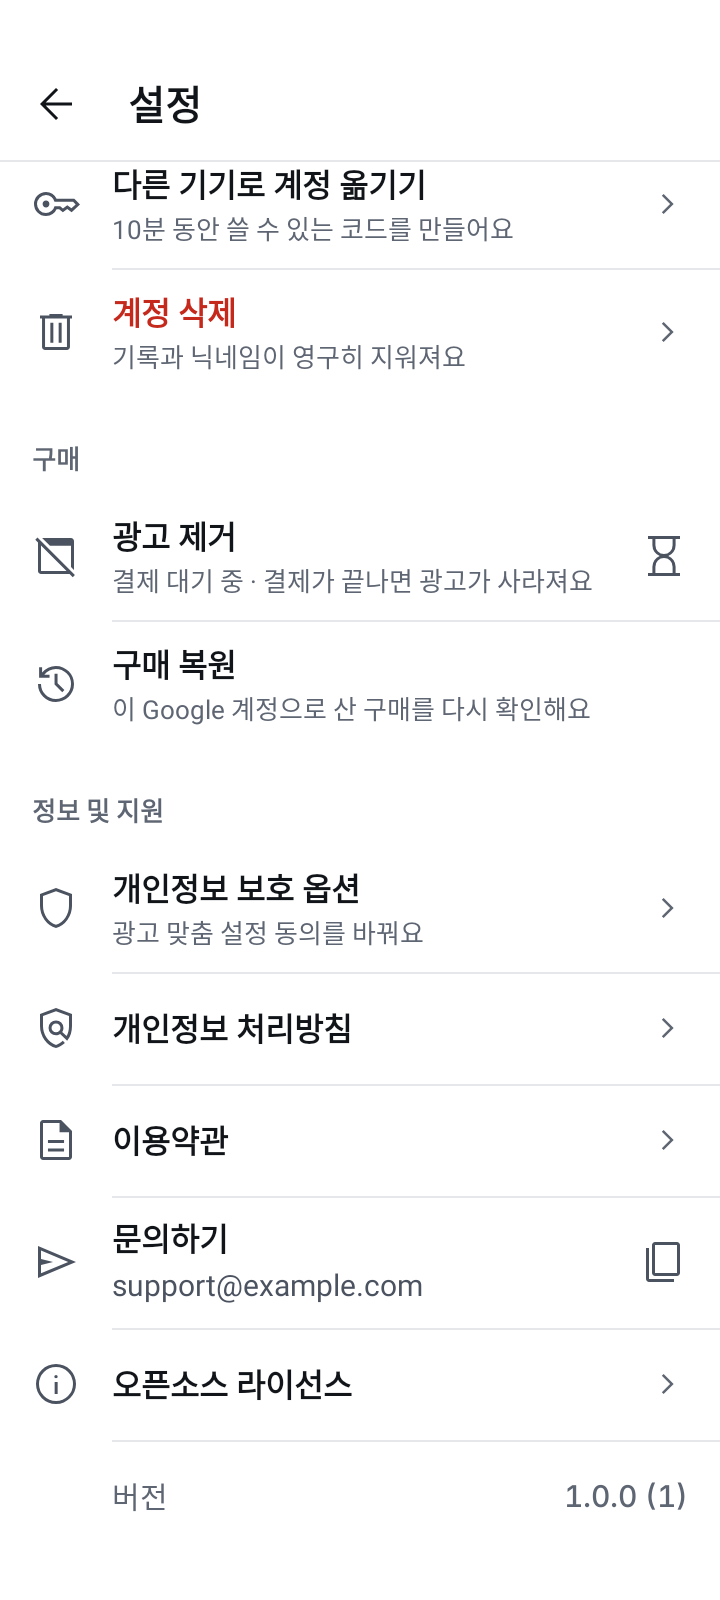 설정
다른 기기로 계정 옮기기
10분 동안 쓸 수 있는 코드를 만들어요
계정 삭제
기록과 닉네임이 영구히 지워져요
구매
광고 제거
결제 대기 중 · 결제가 끝나면 광고가 사라져요
구매 복원
이 Google 계정으로 산 구매를 다시 확인해요
정보 및 지원
개인정보 보호 옵션
광고 맞춤 설정 동의를 바꿔요
개인정보 처리방침
이용약관
문의하기
support@example.com
오픈소스 라이선스
버전 1.0.0 (1)